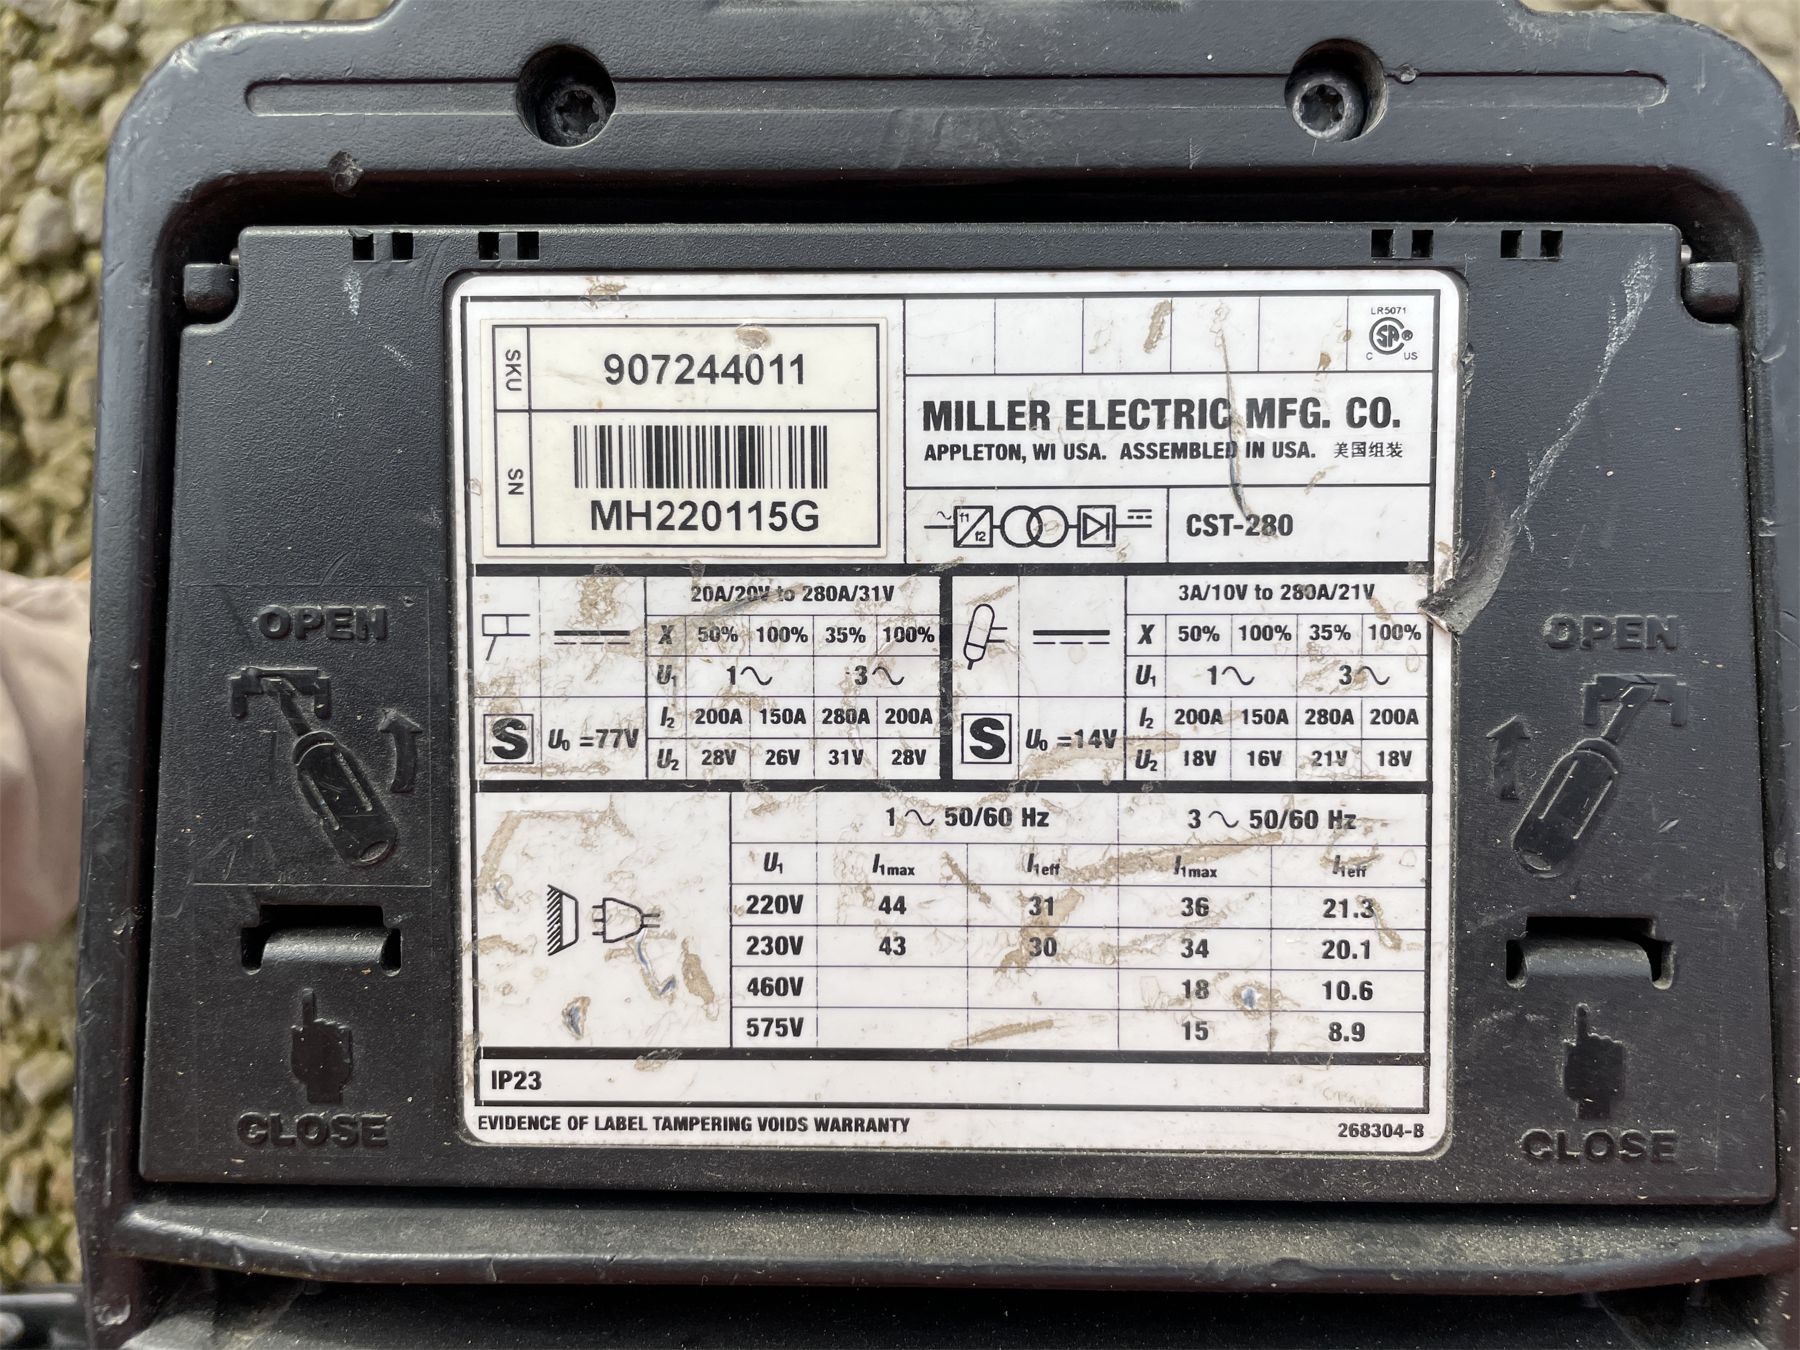 SKU
907244011
SN
MH220115G
LR5071
SA
C US
MILLER ELECTRIC MFG. CO.
APPLETON, WI USA. ASSEMBLED IN USA. 美国组装
f1
f2
CST-280
20A/20V to 280A/31V
X 50% 100% 35% 100%
U1 1~ 3~
I2 200A 150A 280A 200A
S U0 =77V
U2 28V 26V 31V 28V
3A/10V to 280A/21V
X 50% 100% 35% 100%
U1 1~ 3~
I2 200A 150A 280A 200A
S U0 =14V
U2 18V 16V 21V 18V
1~ 50/60 Hz 3~ 50/60 Hz
U1 I1max I1eff I1max I1eff
220V 44 31 36 21.3
230V 43 30 34 20.1
460V 18 10.6
575V 15 8.9
IP23
EVIDENCE OF LABEL TAMPERING VOIDS WARRANTY
268304-B
OPEN
CLOSE
OPEN
CLOSE